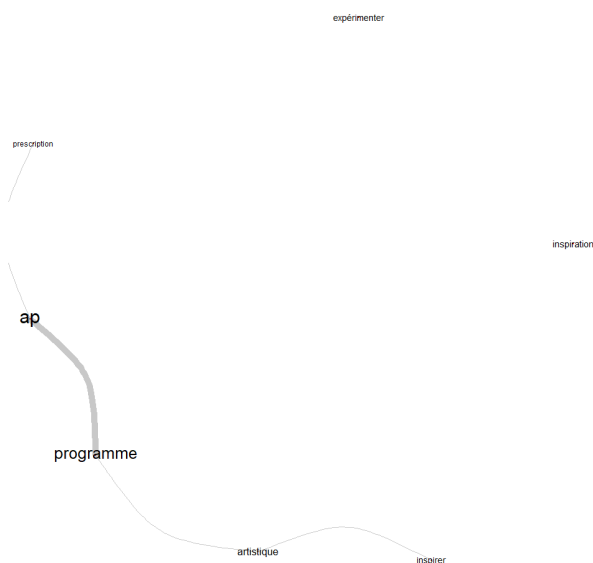 expérimenter
prescription
inspiration
ap
programme
artistique
inspirer